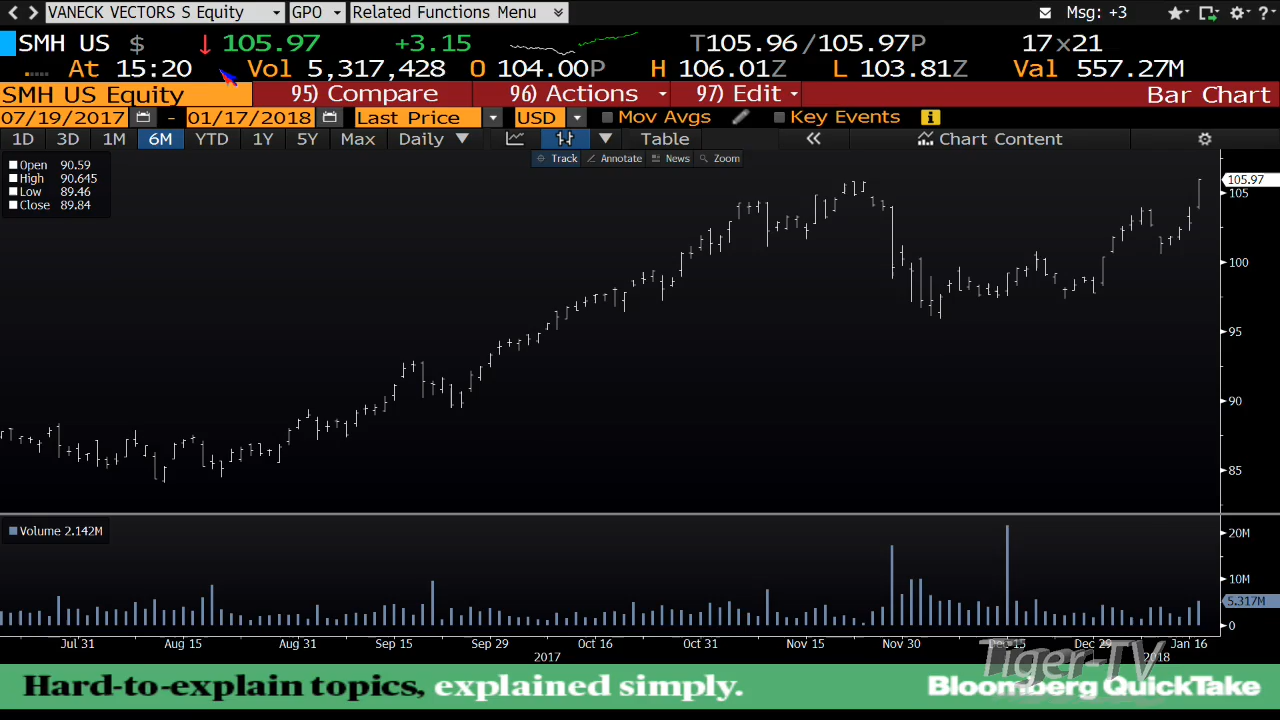 VANECK VECTORS S Equity GPO Related Functions Menu Msg: +3
SMH US $ ↓ 105.97 +3.15 T105.96 /105.97P 17x21
At 15:20 Vol 5,317,428 O 104.00P H 106.01Z L 103.81Z Val 557.27M
SMH US Equity 95) Compare 96) Actions 97) Edit Bar Chart
07/19/2017 - 01/17/2018 Last Price USD Mov Avgs Key Events
1D 3D 1M 6M YTD 1Y 5Y Max Daily ▼ Table « Chart Content
Track Annotate News Zoom
Open 90.59
High 90.645
Low 89.46
Close 89.84
105.97
105
100
95
90
85
Volume 2.142M
20M
10M
5.317M
0
Jul 31 Aug 15 Aug 31 Sep 15 Sep 29 Oct 16 Oct 31 Nov 15 Nov 30 Dec 15 Dec 29 Jan 16
2017 2018
Tiger-TV
Hard-to-explain topics, explained simply. Bloomberg QuickTake